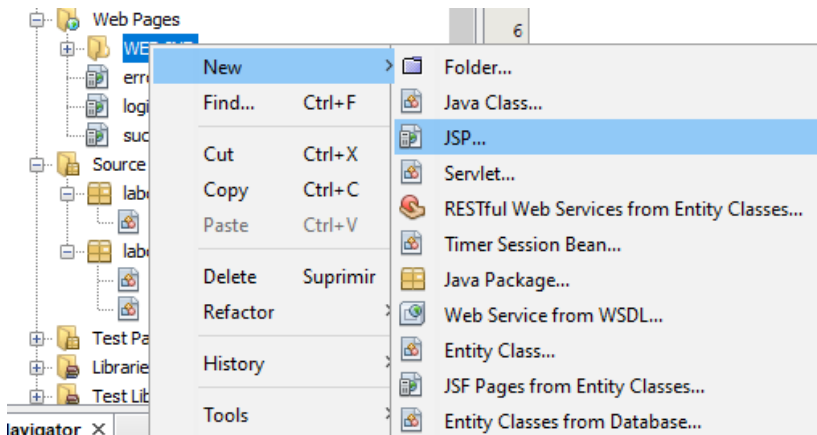 Web Pages
6
New
Find... Ctrl+F
Cut Ctrl+X
Copy Ctrl+C
Paste Ctrl+V
Delete Suprimir
Refactor
History
Tools
Folder...
Java Class...
JSP...
Servlet...
RESTful Web Services from Entity Classes...
Timer Session Bean...
Java Package...
Web Service from WSDL...
Entity Class...
JSF Pages from Entity Classes...
Entity Classes from Database...
erro
logi
suc
Source
labo
labo
Test Pa
Librarie
Test Lib
Navigator ×